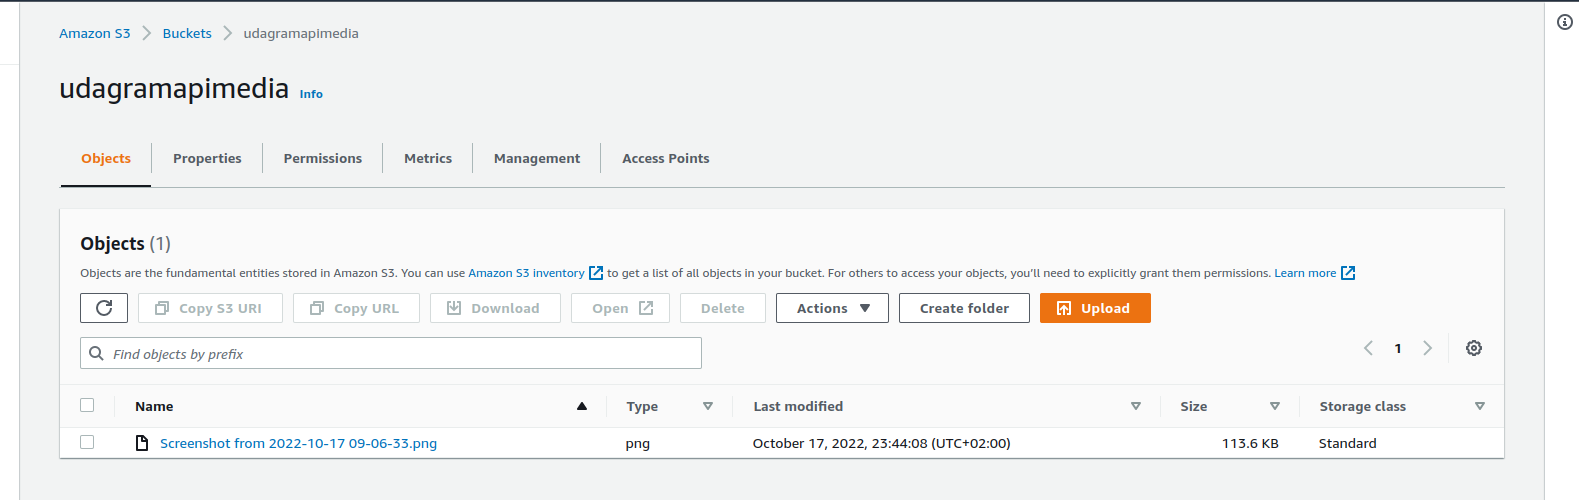 Amazon S3 > Buckets > udagramapimedia
udagramapimedia Info
Objects Properties Permissions Metrics Management Access Points
Objects (1)
Objects are the fundamental entities stored in Amazon S3. You can use Amazon S3 inventory to get a list of all objects in your bucket. For others to access your objects, you'll need to explicitly grant them permissions. Learn more
Copy S3 URI Copy URL Download Open Delete Actions Create folder Upload
Find objects by prefix 1
Name Type Last modified Size Storage class
Screenshot from 2022-10-17 09-06-33.png png October 17, 2022, 23:44:08 (UTC+02:00) 113.6 KB Standard